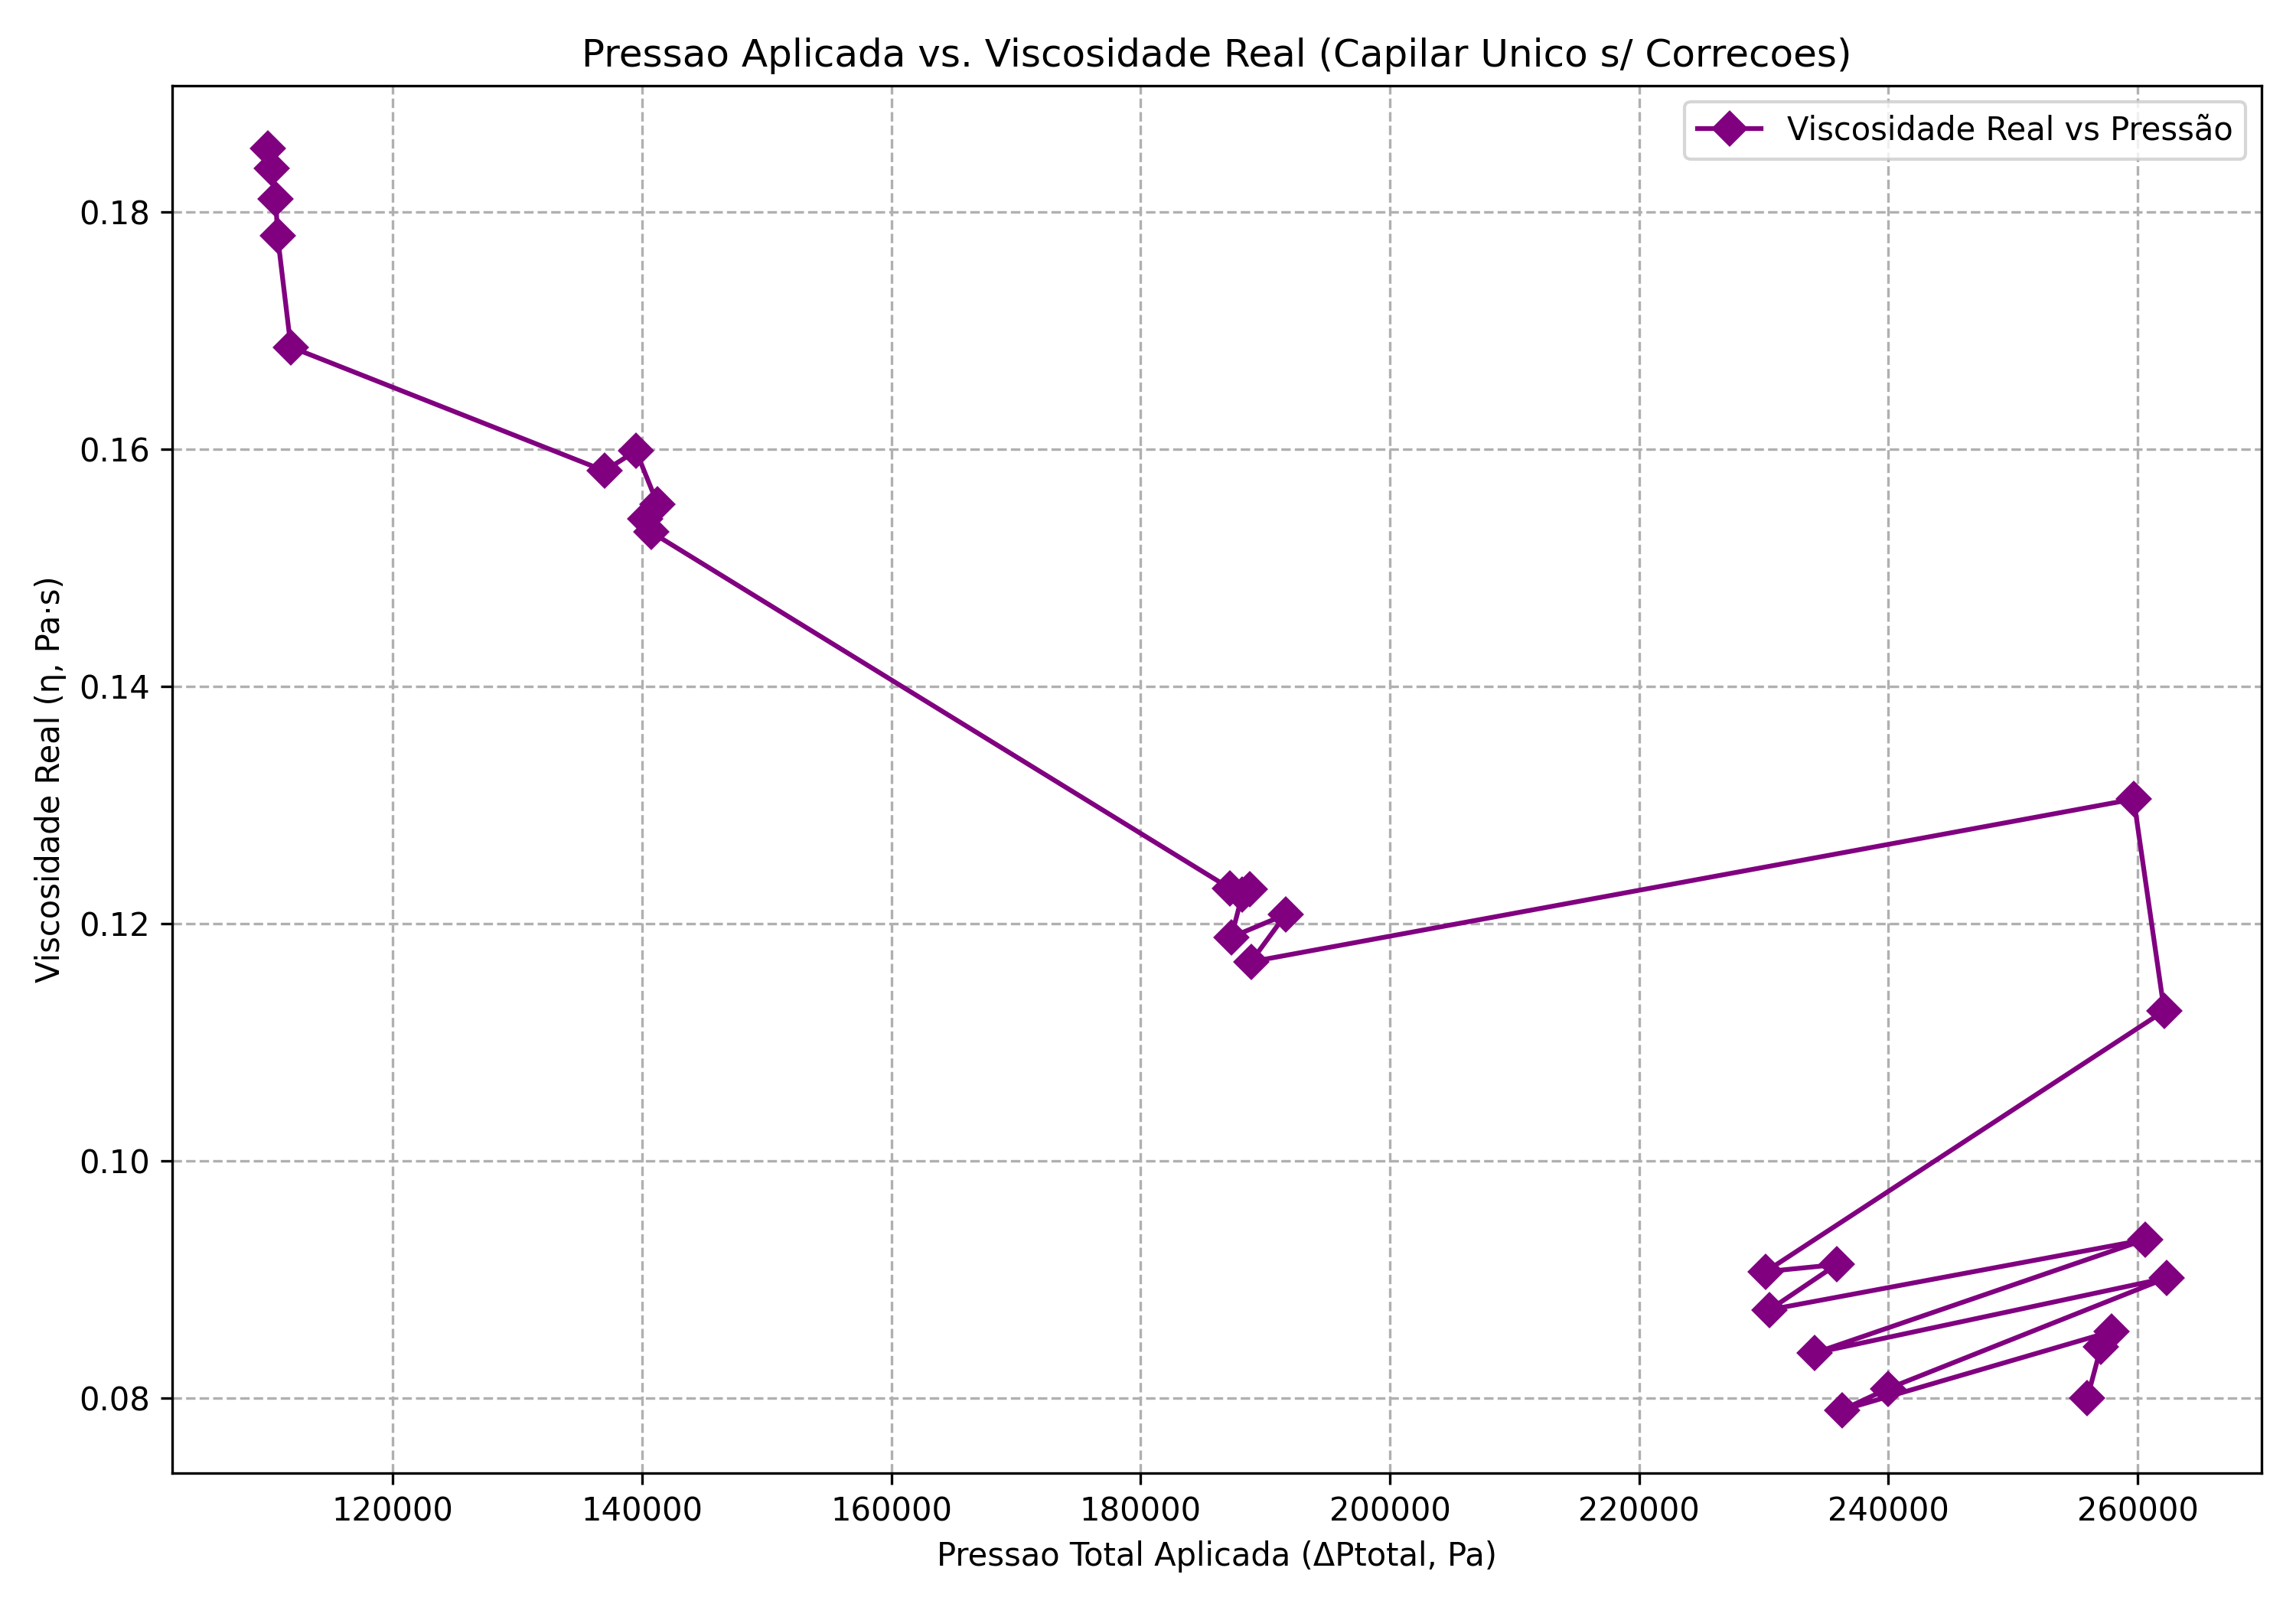 Pressao Aplicada vs. Viscosidade Real (Capilar Unico s/ Correcoes)
Viscosidade Real vs Pressão
Viscosidade Real (η, Pa·s)
0.18
0.16
0.14
0.12
0.10
0.08
120000 140000 160000 180000 200000 220000 240000 260000
Pressao Total Aplicada (ΔPtotal, Pa)